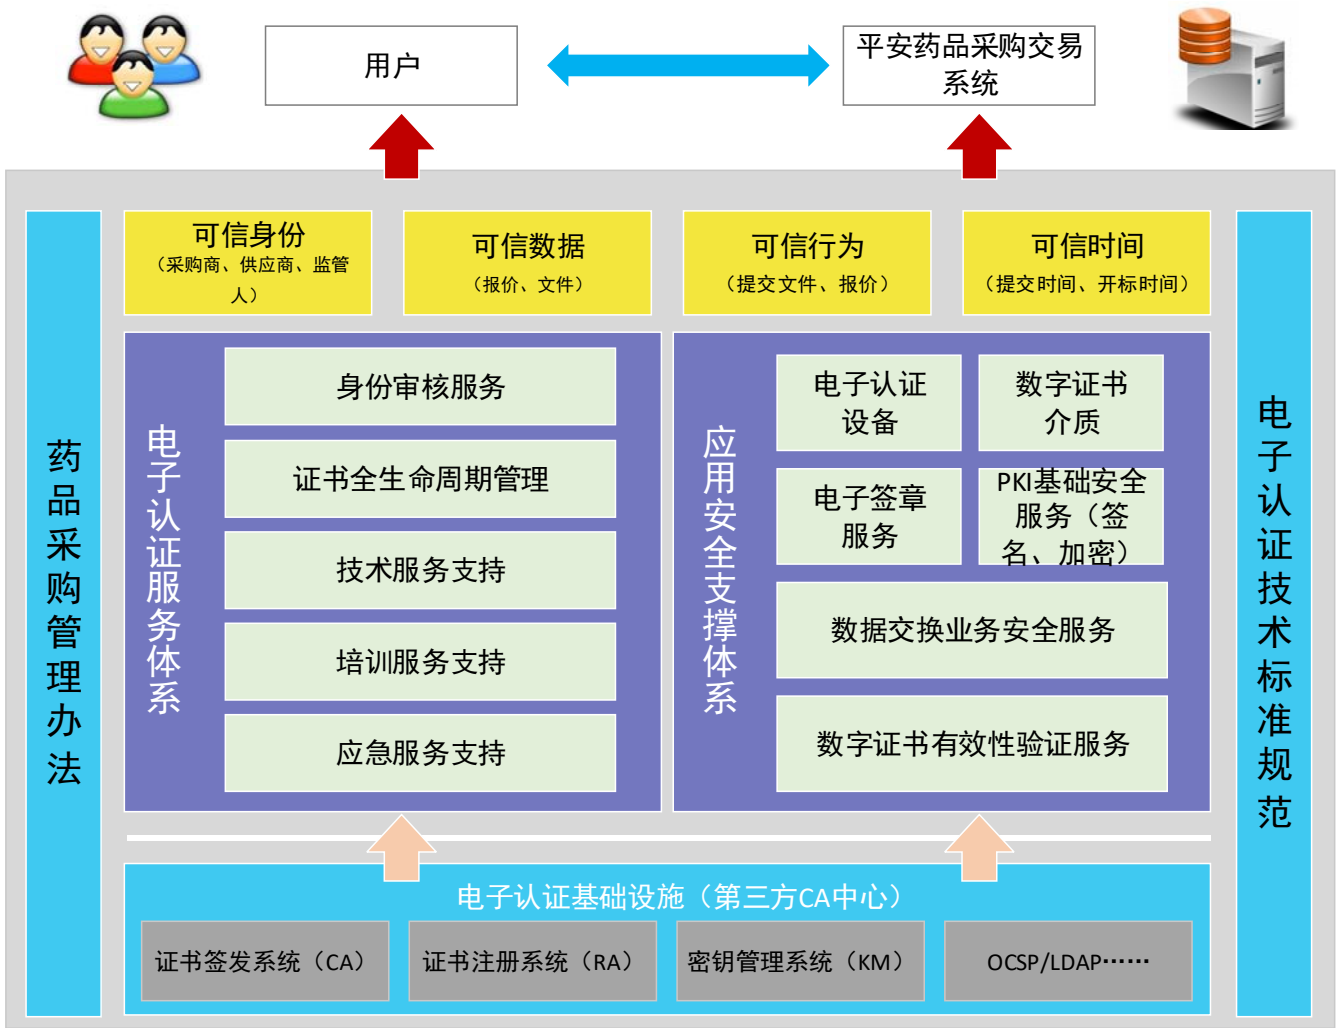 用户
平安药品采购交易
系统
可信身份
（采购商、供应商、监管
人）
可信数据
（报价、文件）
可信行为
（提交文件、报价）
可信时间
（提交时间、开标时间）
药品采购管理办法
电子认证服务体系
身份审核服务
证书全生命周期管理
技术服务支持
培训服务支持
应急服务支持
应用安全支撑体系
电子认证
设备
数字证书
介质
电子签章
服务
PKI基础安全
服务（签
名、加密）
数据交换业务安全服务
数字证书有效性验证服务
电子认证技术标准规范
电子认证基础设施（第三方CA中心）
证书签发系统（CA）
证书注册系统（RA）
密钥管理系统（KM）
OCSP/LDAP……